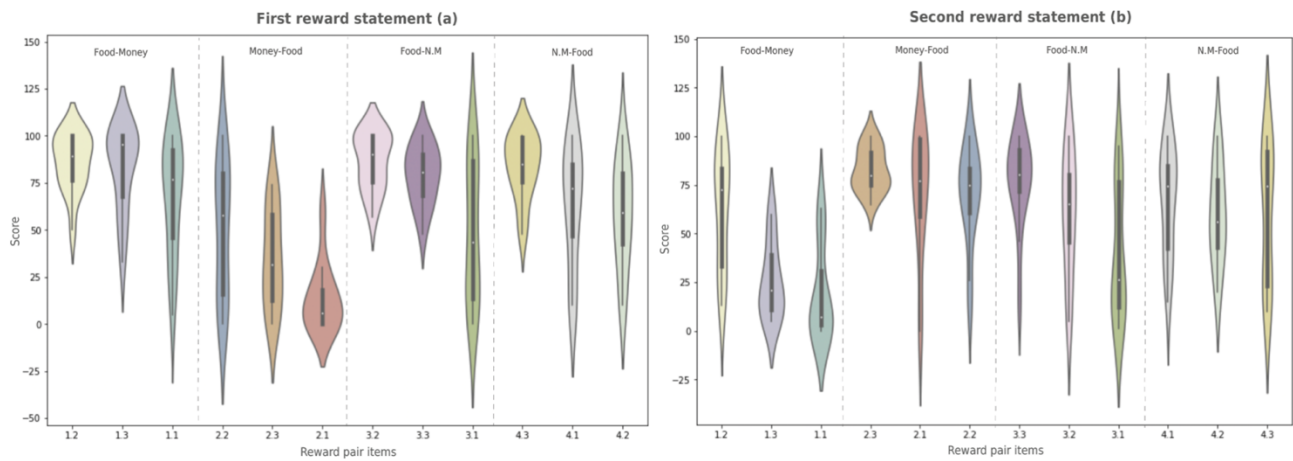 First reward statement (a)
Food-Money
Money-Food
Food-N.M
N.M-Food
150
125
100
75
50
25
0
−25
−50
Score
1.2
1.3
1.1
2.2
2.3
2.1
3.2
3.3
3.1
4.3
4.1
4.2
Reward pair items
Second reward statement (b)
Food-Money
Money-Food
Food-N.M
N.M-Food
150
125
100
75
50
25
0
−25
Score
1.2
1.3
1.1
2.3
2.1
2.2
3.3
3.2
3.1
4.1
4.2
4.3
Reward pair items